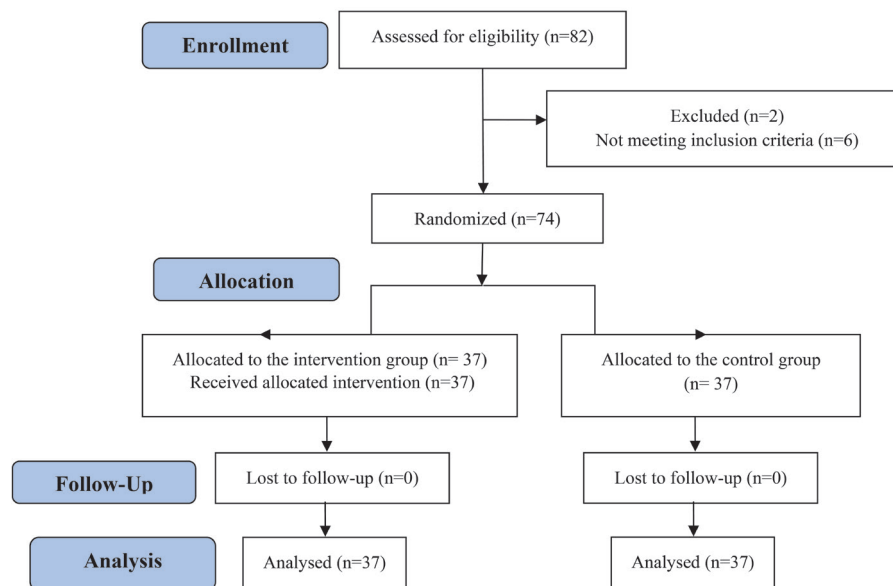 Enrollment
Assessed for eligibility (n=82)
Excluded (n=2)
Not meeting inclusion criteria (n=6)
Randomized (n=74)
Allocation
Allocated to the intervention group (n= 37)
Received allocated intervention (n=37)
Allocated to the control group
(n= 37)
Follow-Up
Lost to follow-up (n=0)
Lost to follow-up (n=0)
Analysis
Analysed (n=37)
Analysed (n=37)